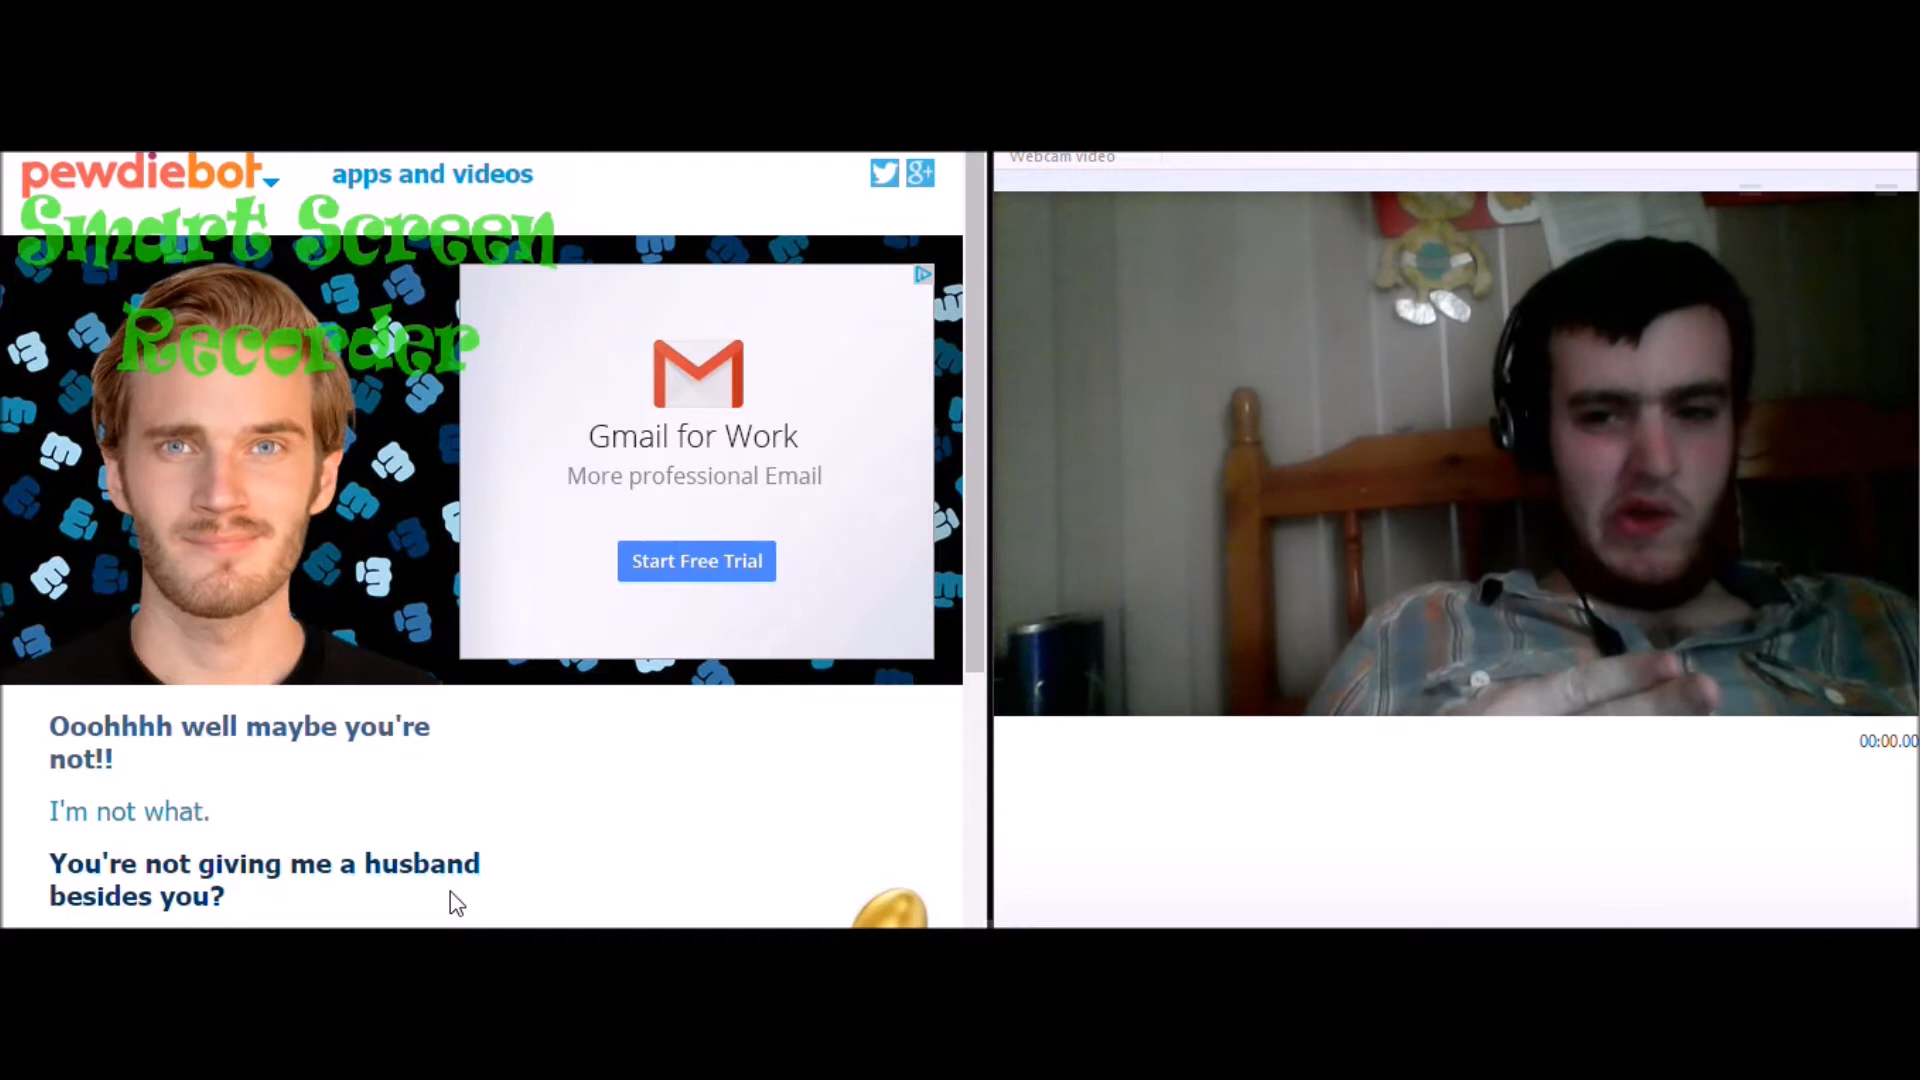 Webcam video
pewdiebot
apps and videos
g+
Smart Screen
Recorder
Gmail for Work
More professional Email
Start Free Trial
Ooohhhh well maybe you're
not!!
I'm not what.
You're not giving me a husband
besides you?
00:00.00